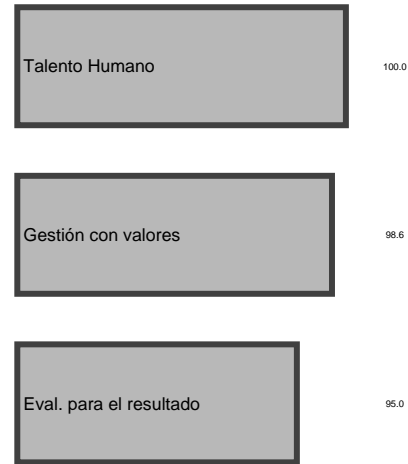 Talento Humano
100.0
Gestión con valores
98.6
Eval. para el resultado
95.0